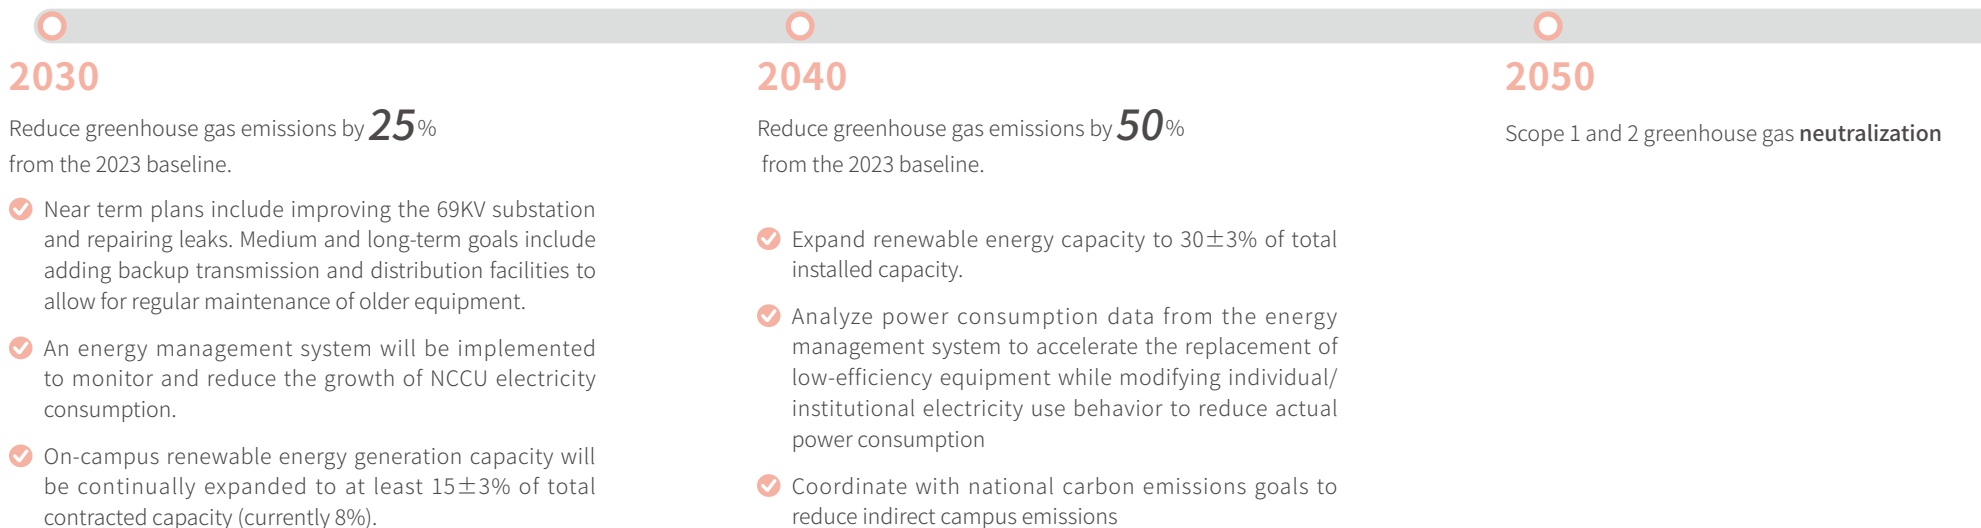 2030
Reduce greenhouse gas emissions by 25%
from the 2023 baseline.
Near term plans include improving the 69KV substation
and repairing leaks. Medium and long-term goals include
adding backup transmission and distribution facilities to
allow for regular maintenance of older equipment.
An energy management system will be implemented
to monitor and reduce the growth of NCCU electricity
consumption.
On-campus renewable energy generation capacity will
be continually expanded to at least 15±3% of total
contracted capacity (currently 8%).
2040
Reduce greenhouse gas emissions by 50%
from the 2023 baseline.
Expand renewable energy capacity to 30±3% of total
installed capacity.
Analyze power consumption data from the energy
management system to accelerate the replacement of
low-efficiency equipment while modifying individual/
institutional electricity use behavior to reduce actual
power consumption
Coordinate with national carbon emissions goals to
reduce indirect campus emissions
2050
Scope 1 and 2 greenhouse gas neutralization